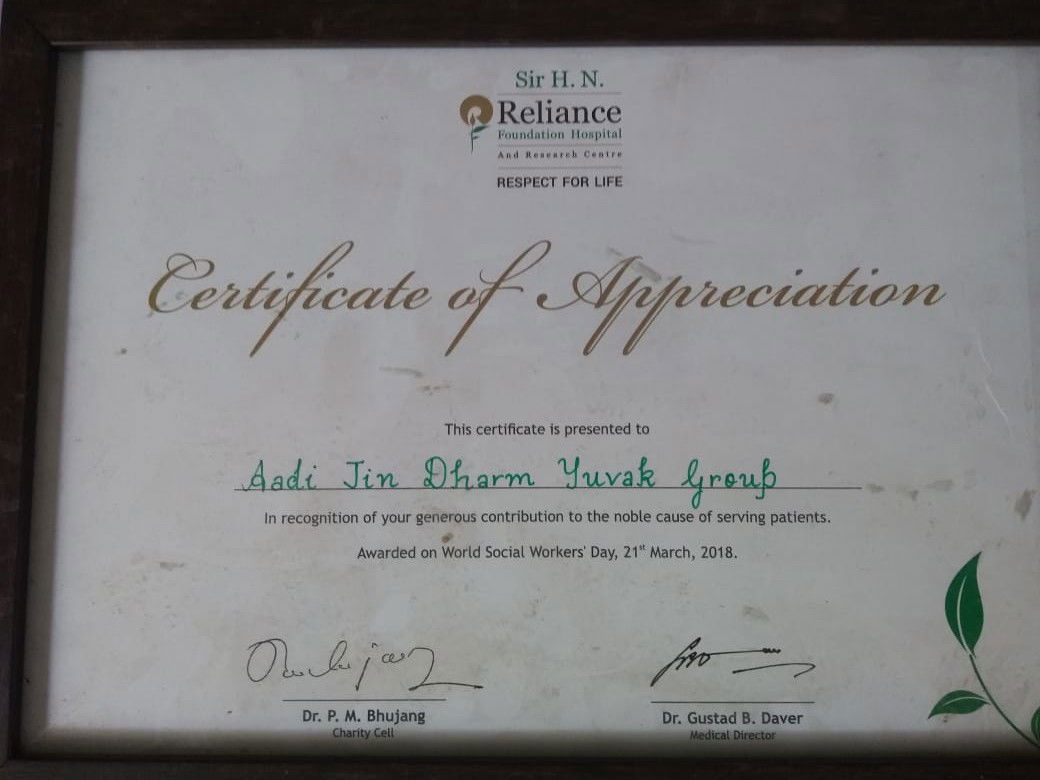 Sir H. N.
Reliance
Foundation Hospital
And Research Centre
RESPECT FOR LIFE
Certificate of Appreciation
This certificate is presented to
Aadi Jin Dharm Yuvak Group
In recognition of your generous contribution to the noble cause of serving patients.
Awarded on World Social Workers' Day, 21st March, 2018.
Dr. P. M. Bhujang
Charity Cell
Dr. Gustad B. Daver
Medical Director